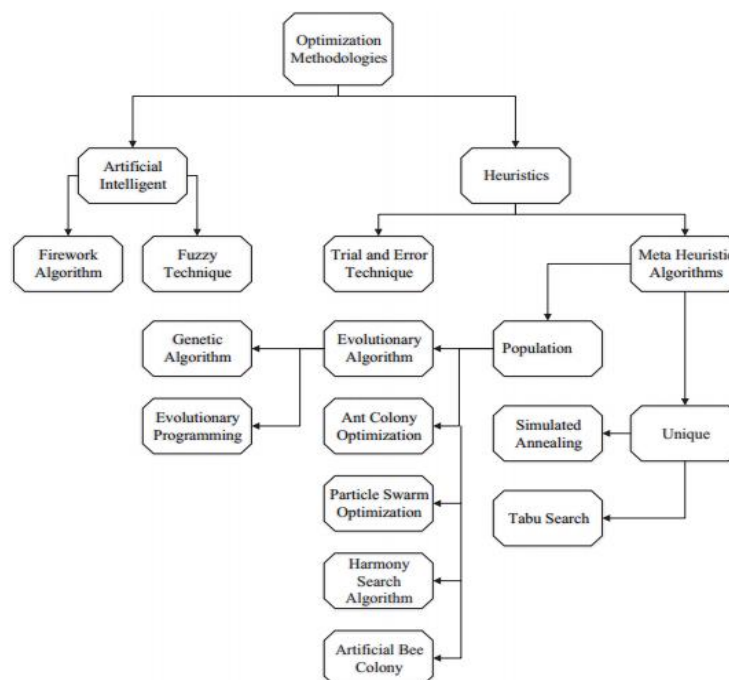 Optimization
Methodologies
Artificial
Intelligent
Heuristics
Firework
Algorithm
Fuzzy
Technique
Trial and Error
Technique
Meta Heuristic
Algorithms
Genetic
Algorithm
Evolutionary
Algorithm
Population
Evolutionary
Programming
Ant Colony
Optimization
Simulated
Annealing
Unique
Particle Swarm
Optimization
Tabu Search
Harmony
Search
Algorithm
Artificial Bee
Colony